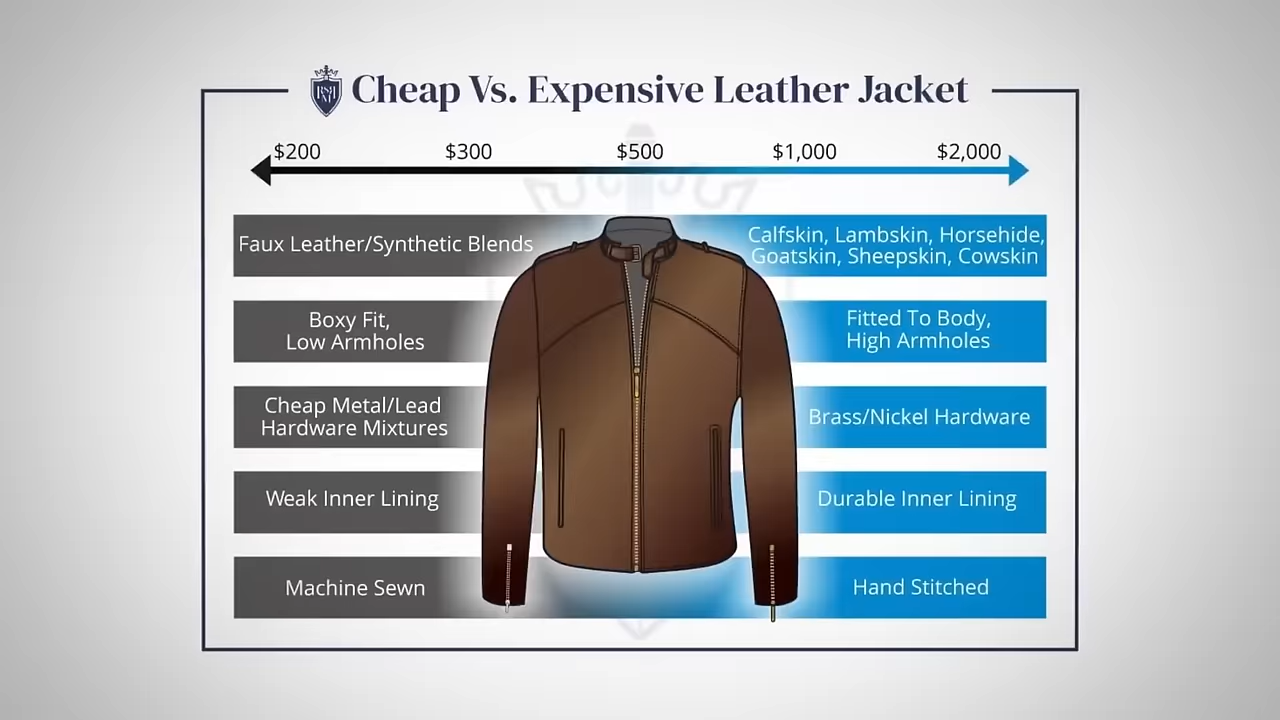 Cheap Vs. Expensive Leather Jacket
$200 $300 $500 $1,000 $2,000
Faux Leather/Synthetic Blends
Calfskin, Lambskin, Horsehide,
Goatskin, Sheepskin, Cowskin
Boxy Fit,
Low Armholes
Fitted To Body,
High Armholes
Cheap Metal/Lead
Hardware Mixtures
Brass/Nickel Hardware
Weak Inner Lining
Durable Inner Lining
Machine Sewn
Hand Stitched